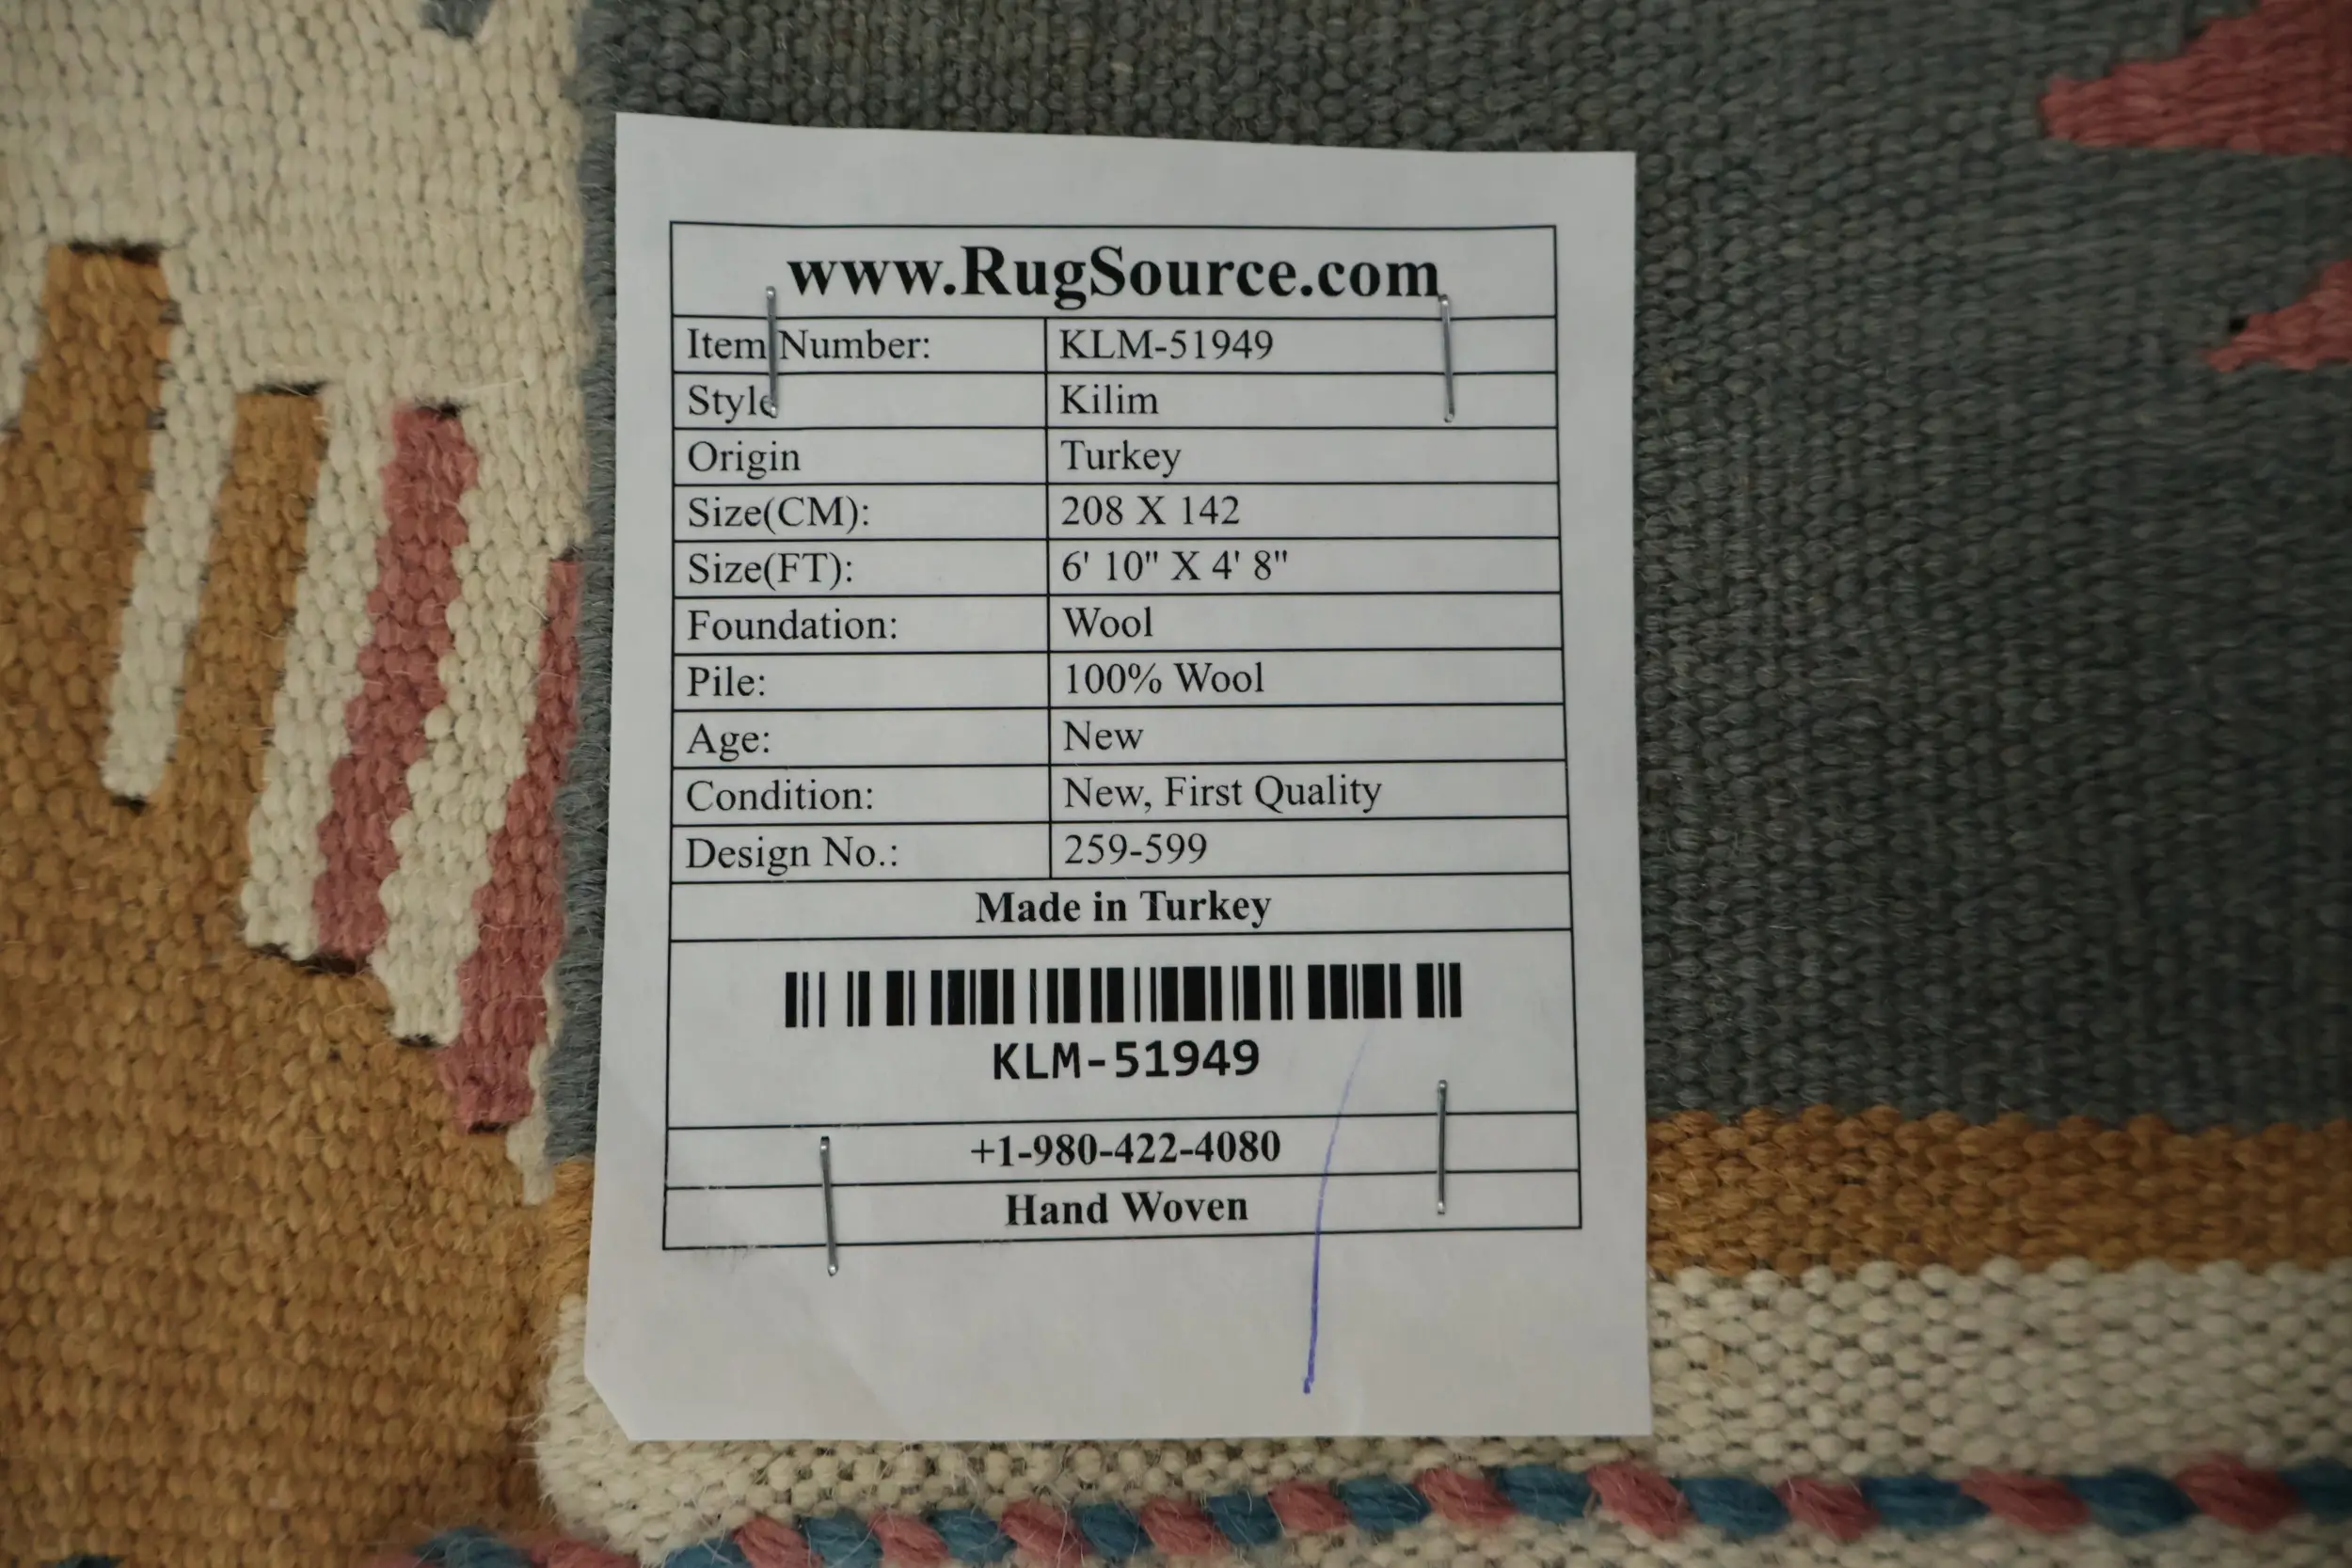 www.RugSource.com
Item Number: KLM-51949
Style Kilim
Origin Turkey
Size(CM): 208 X 142
Size(FT): 6' 10" X 4' 8"
Foundation: Wool
Pile: 100% Wool
Age: New
Condition: New, First Quality
Design No.: 259-599
Made in Turkey
KLM-51949
+1-980-422-4080
Hand Woven